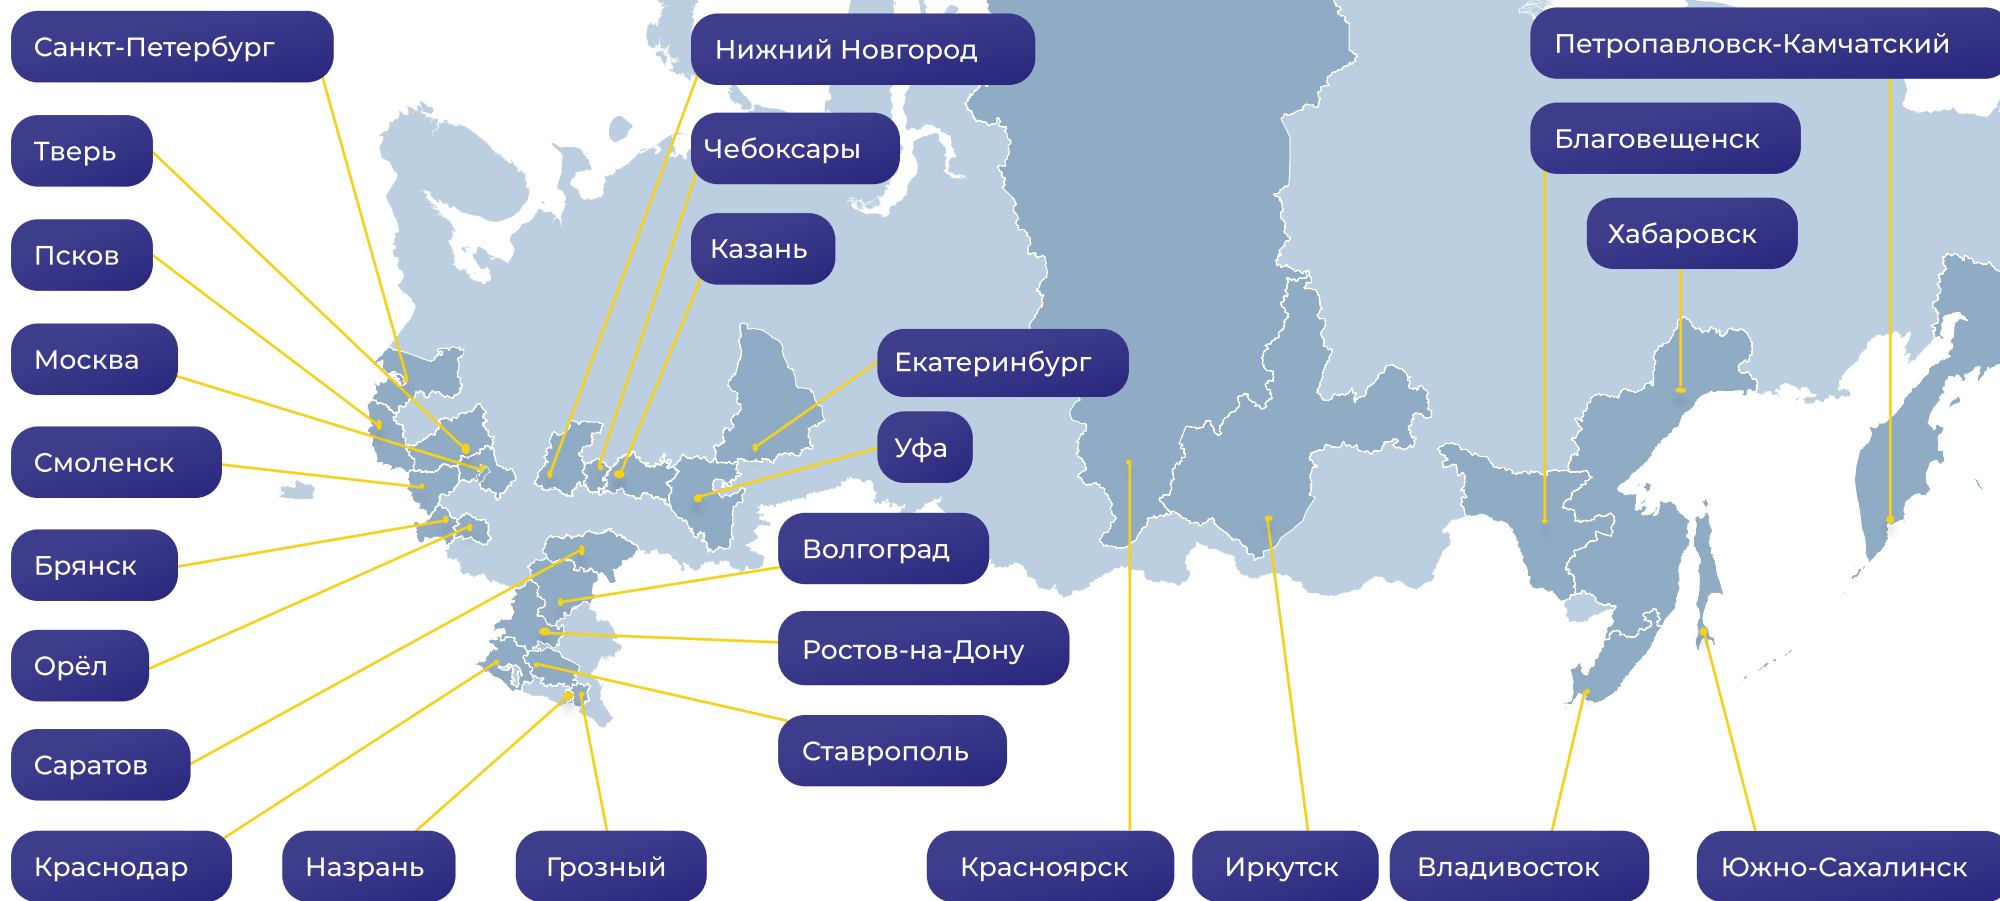 Санкт-Петербург
Тверь
Псков
Москва
Смоленск
Брянск
Орёл
Саратов
Краснодар
Назрань
Грозный
Нижний Новгород
Чебоксары
Казань
Екатеринбург
Уфа
Волгоград
Ростов-на-Дону
Ставрополь
Красноярск
Иркутск
Владивосток
Южно-Сахалинск
Петропавловск-Камчатский
Благовещенск
Хабаровск